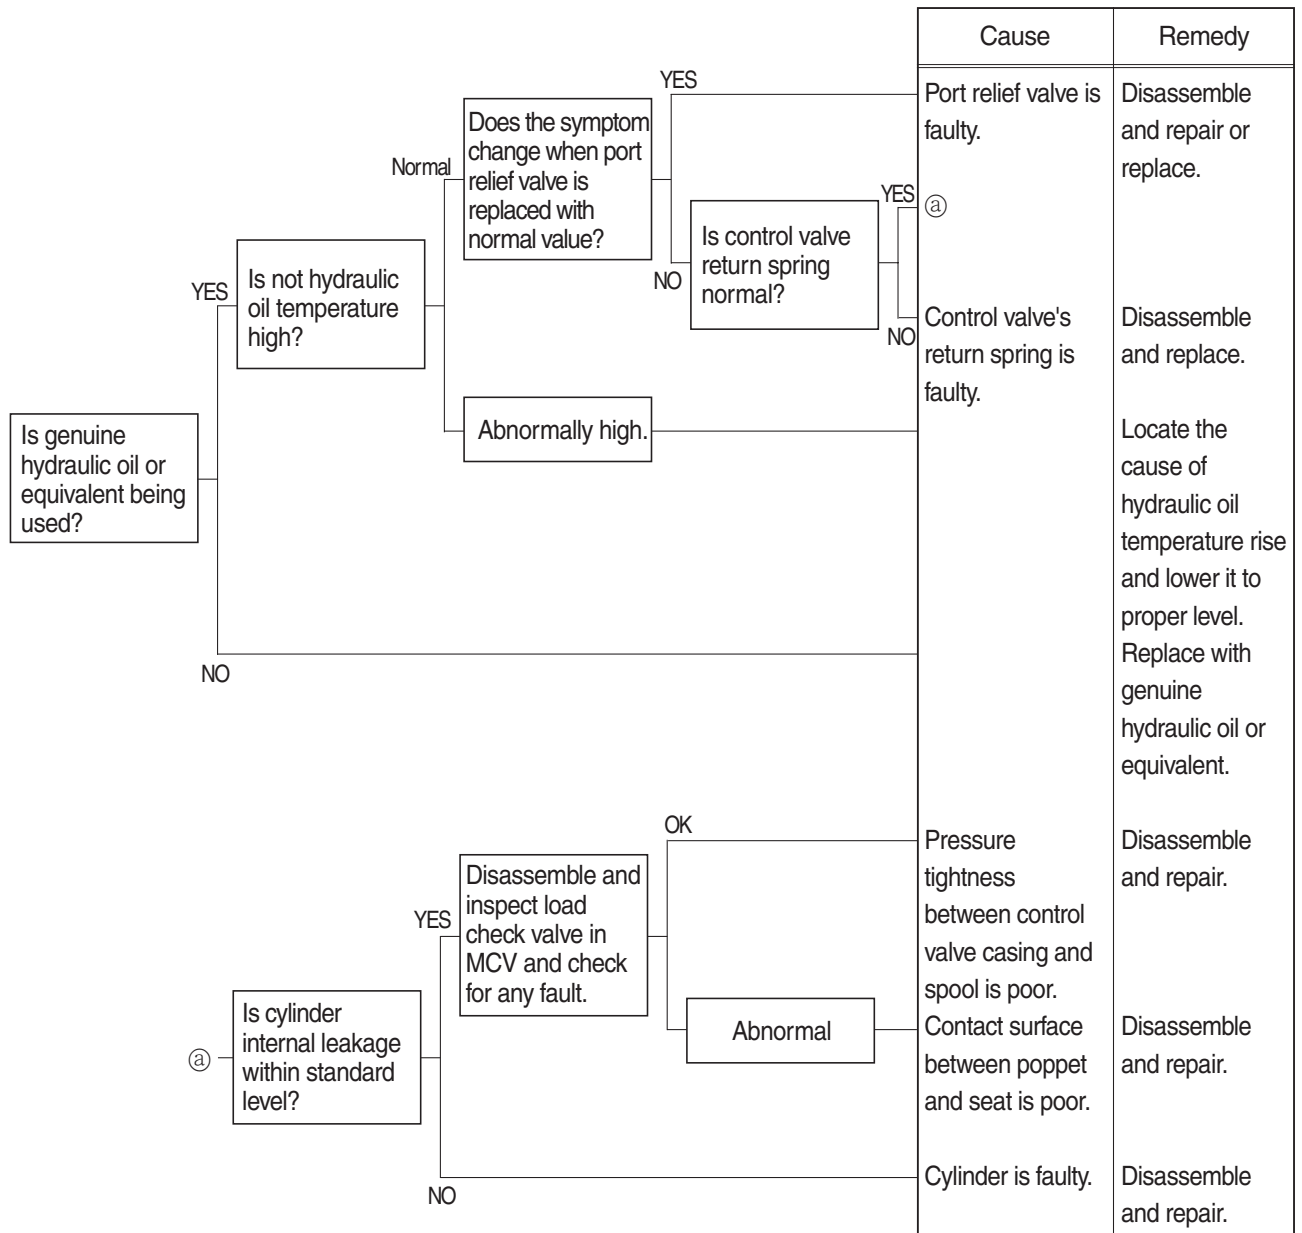 Cause
Remedy
YES
Port relief valve is
faulty.
Disassemble
and repair or
replace.
Does the symptom
change when port
relief valve is
replaced with
normal value?
Normal
YES
ⓐ
Is control valve
return spring
normal?
NO
Is not hydraulic
oil temperature
high?
YES
NO
Control valve's
return spring is
faulty.
Disassemble
and replace.
Abnormally high.
Locate the
cause of
hydraulic oil
temperature rise
and lower it to
proper level.
Is genuine
hydraulic oil or
equivalent being
used?
NO
Replace with
genuine
hydraulic oil or
equivalent.
OK
Pressure
tightness
between control
valve casing and
spool is poor.
Disassemble
and repair.
Disassemble and
inspect load
check valve in
MCV and check
for any fault.
YES
Abnormal
Contact surface
between poppet
and seat is poor.
Disassemble
and repair.
ⓐ
Is cylinder
internal leakage
within standard
level?
NO
Cylinder is faulty.
Disassemble
and repair.